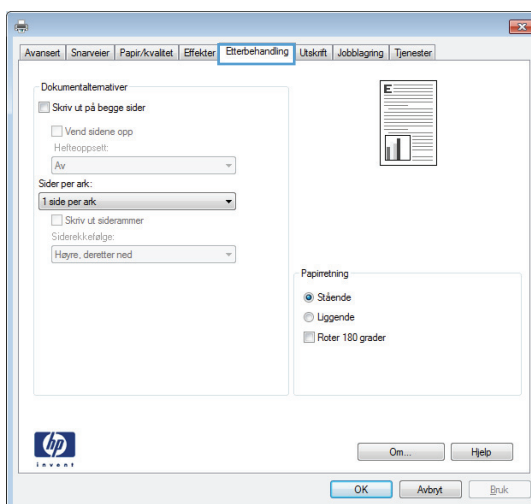 Avansert Snarveier Papir/kvalitet Effekter Etterbehandling Utskrift Jobblagring Tjenester
Dokumentalternativer
Skriv ut på begge sider
Vend sidene opp
Hefteoppsett:
Av
Sider per ark:
1 side per ark
Skriv ut siderammer
Siderekkefølge:
Høyre, deretter ned
E
Papirretning
Stående
Liggende
Roter 180 grader
hp
invent
Om... Hjelp
OK Avbryt Bruk